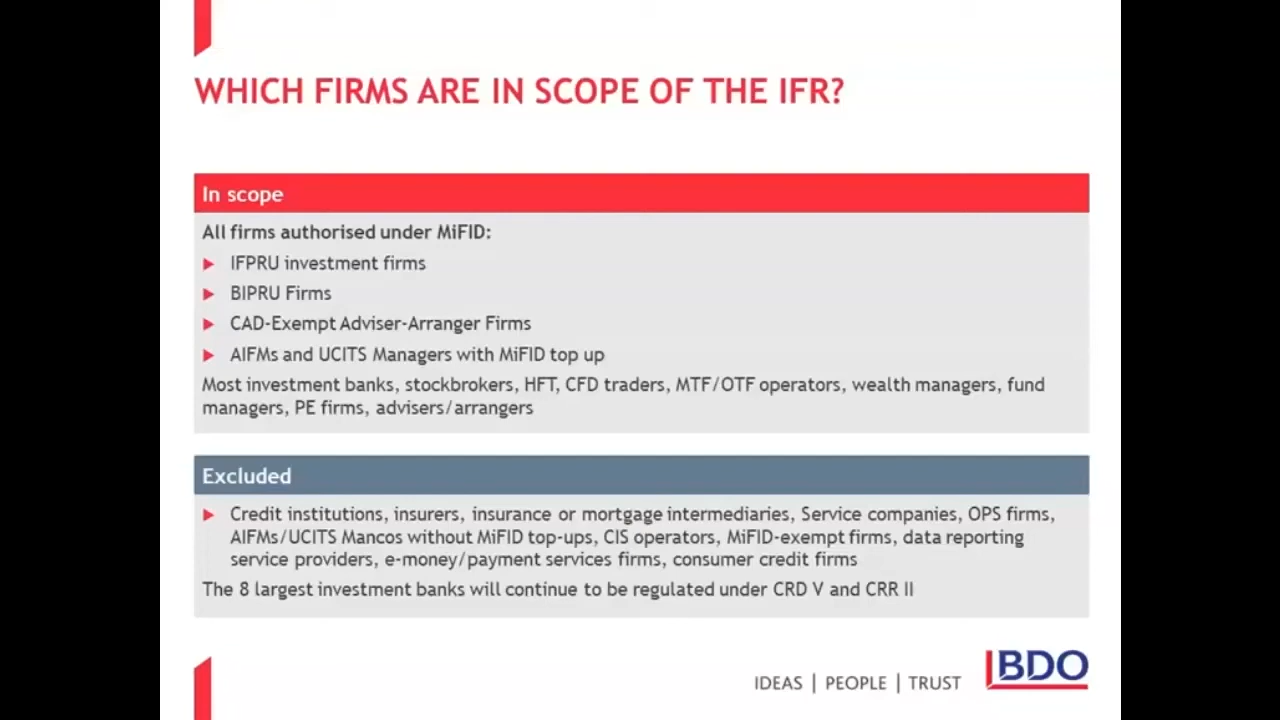 WHICH FIRMS ARE IN SCOPE OF THE IFR?
In scope
All firms authorised under MiFID:
IFPRU investment firms
BIPRU Firms
CAD-Exempt Adviser-Arranger Firms
AIFMs and UCITS Managers with MiFID top up
Most investment banks, stockbrokers, HFT, CFD traders, MTF/OTF operators, wealth managers, fund
managers, PE firms, advisers/arrangers
Excluded
Credit institutions, insurers, insurance or mortgage intermediaries, Service companies, OPS firms,
AIFMs/UCITS Mancos without MiFID top-ups, CIS operators, MiFID-exempt firms, data reporting
service providers, e-money/payment services firms, consumer credit firms
The 8 largest investment banks will continue to be regulated under CRD V and CRR II
IDEAS | PEOPLE | TRUST
BDO